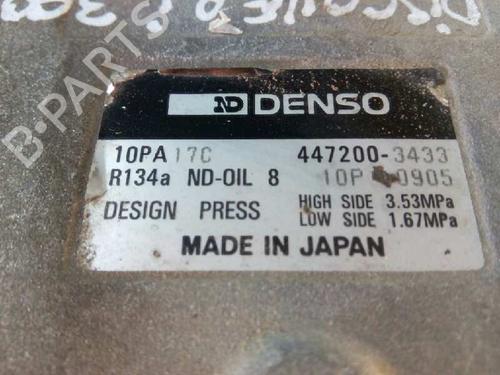 DISCOVERY 300
B-PARTS
ND DENSO
10PA17C 447200-3433
R134a ND-OIL 8 10P 0905
DESIGN PRESS HIGH SIDE 3.53MPa
LOW SIDE 1.67MPa
MADE IN JAPAN